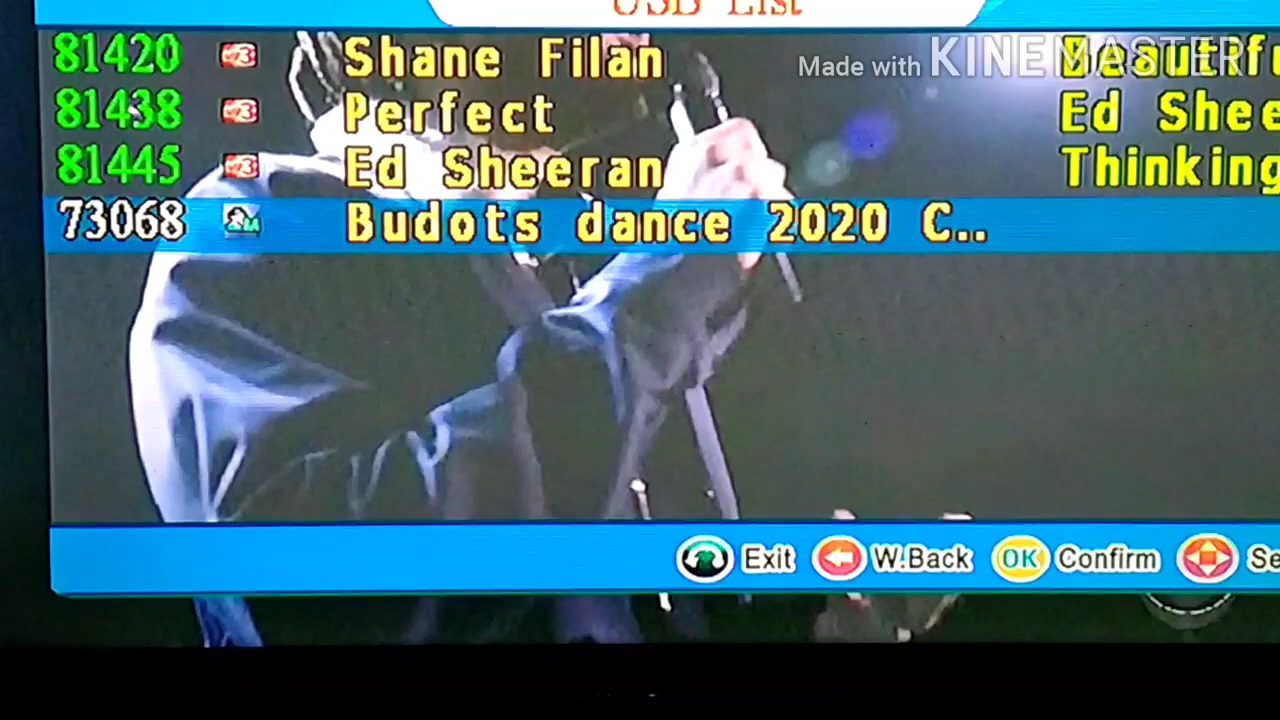 USB List
Made with KINEMASTER
81420 Shane Filan
81438 Perfect Ed
81445 Ed Sheeran Thinking
73068 Budots dance 2020 C..
Exit W.Back OK Confirm